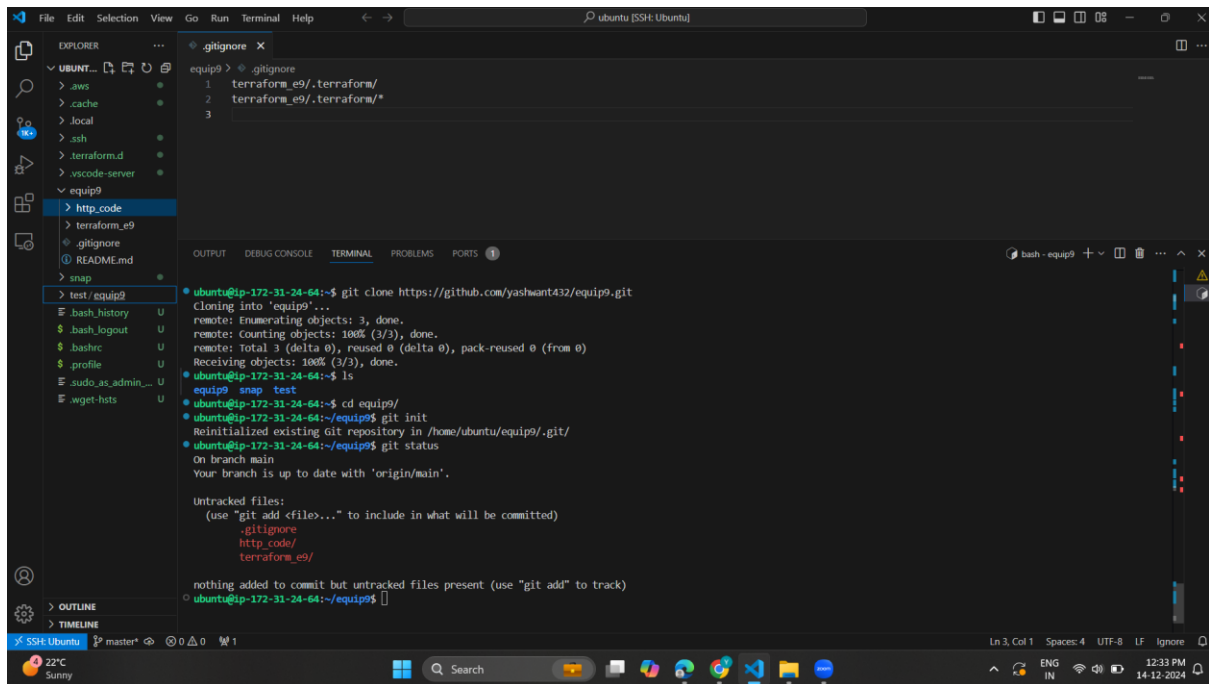 File Edit Selection View Go Run Terminal Help
ubuntu [SSH: Ubuntu]
EXPLORER
UBUNT...
.aws
.cache
.local
.ssh
.terraform.d
.vscode-server
equip9
http_code
terraform_e9
.gitignore
README.md
snap
test / equip9
.bash_history U
.bash_logout U
.bashrc U
.profile U
.sudo_as_admin_... U
.wget-hsts U
OUTLINE
TIMELINE
1K+
.gitignore
equip9 > .gitignore
1 terraform_e9/.terraform/
2 terraform_e9/.terraform/*
3
OUTPUT DEBUG CONSOLE TERMINAL PROBLEMS PORTS 1
bash - equip9
ubuntu@ip-172-31-24-64:~$ git clone https://github.com/yashwant432/equip9.git
Cloning into 'equip9'...
remote: Enumerating objects: 3, done.
remote: Counting objects: 100% (3/3), done.
remote: Total 3 (delta 0), reused 0 (delta 0), pack-reused 0 (from 0)
Receiving objects: 100% (3/3), done.
ubuntu@ip-172-31-24-64:~$ ls
equip9 snap test
ubuntu@ip-172-31-24-64:~$ cd equip9/
ubuntu@ip-172-31-24-64:~/equip9$ git init
Reinitialized existing Git repository in /home/ubuntu/equip9/.git/
ubuntu@ip-172-31-24-64:~/equip9$ git status
On branch main
Your branch is up to date with 'origin/main'.
Untracked files:
(use "git add <file>..." to include in what will be committed)
.gitignore
http_code/
terraform_e9/
nothing added to commit but untracked files present (use "git add" to track)
ubuntu@ip-172-31-24-64:~/equip9$
SSH: Ubuntu master* 0 0 1
Ln 3, Col 1 Spaces: 4 UTF-8 LF Ignore
4
22°C
Sunny
Search
ENG
IN
12:33 PM
14-12-2024